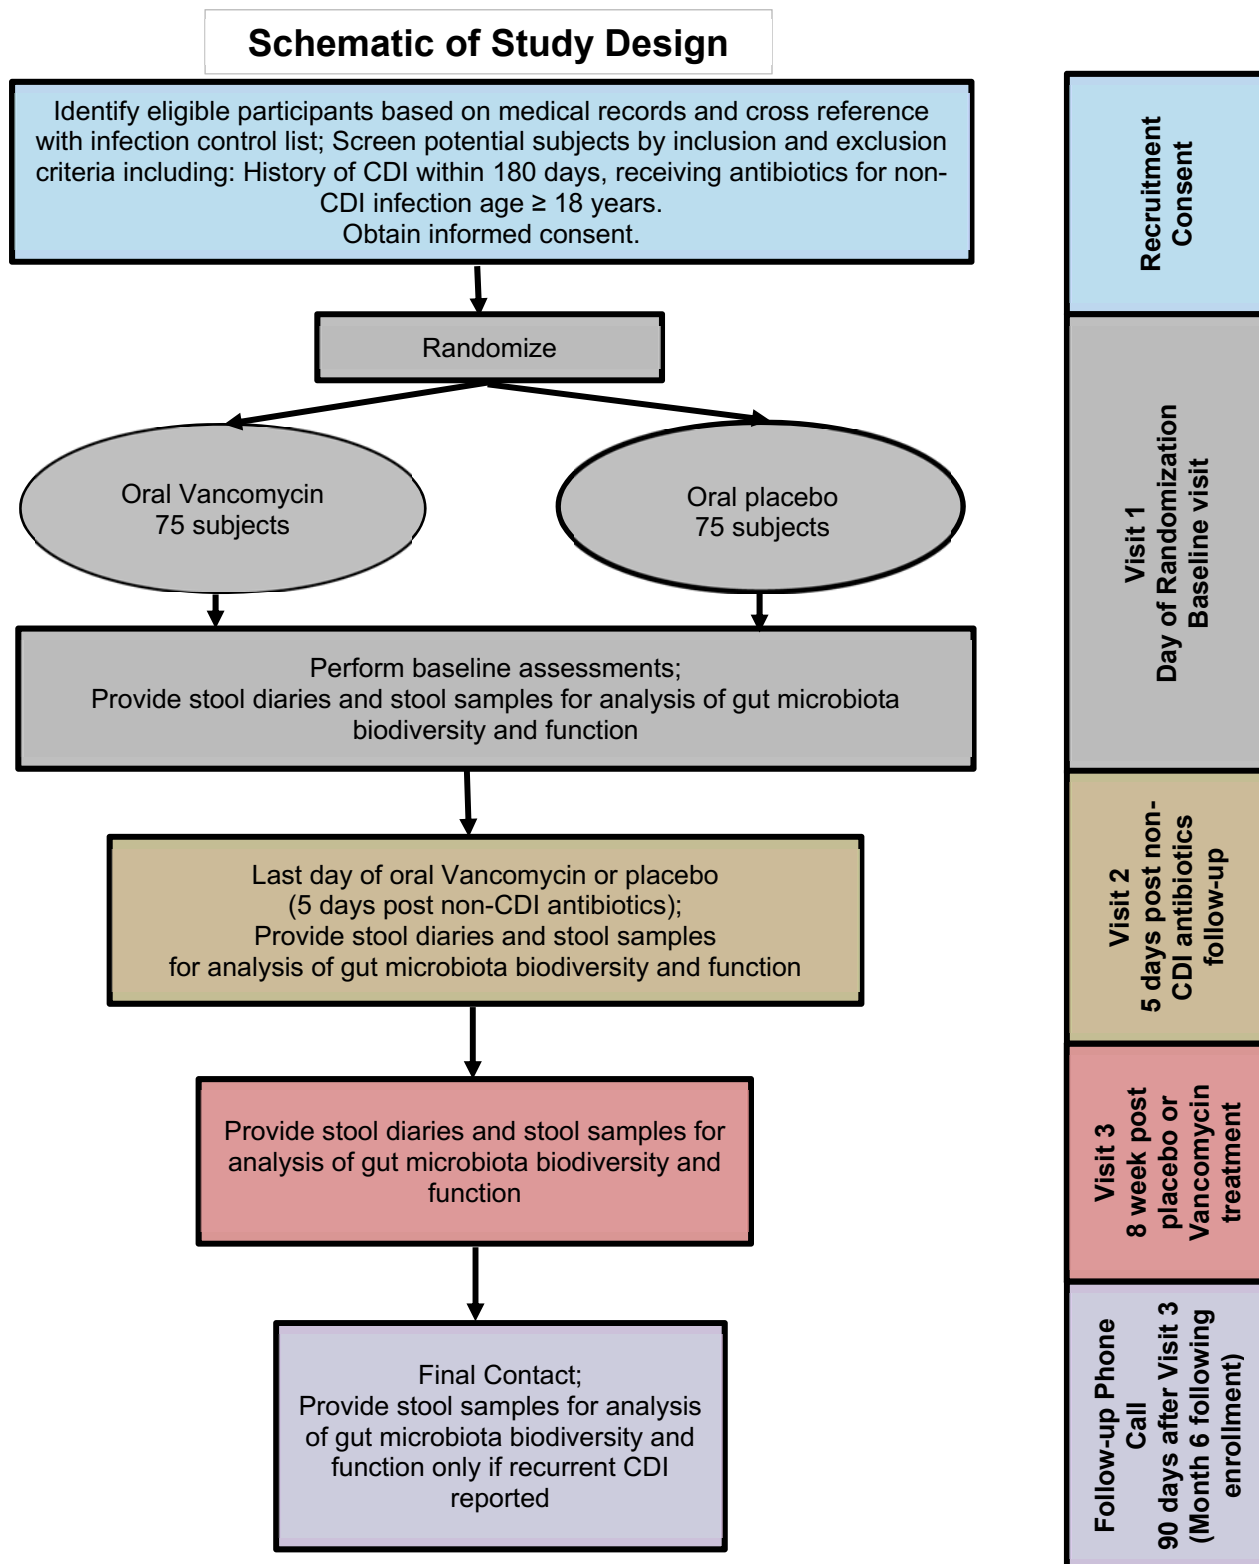 Schematic of Study Design
Identify eligible participants based on medical records and cross reference
with infection control list; Screen potential subjects by inclusion and exclusion
criteria including: History of CDI within 180 days, receiving antibiotics for non-
CDI infection age ≥ 18 years.
Obtain informed consent.
Recruitment
Consent
Randomize
Oral Vancomycin
75 subjects
Oral placebo
75 subjects
Perform baseline assessments;
Provide stool diaries and stool samples for analysis of gut microbiota
biodiversity and function
Visit 1
Day of Randomization
Baseline visit
Last day of oral Vancomycin or placebo
(5 days post non-CDI antibiotics);
Provide stool diaries and stool samples
for analysis of gut microbiota biodiversity and function
Visit 2
5 days post non-
CDI antibiotics
follow-up
Provide stool diaries and stool samples for
analysis of gut microbiota biodiversity and
function
Visit 3
8 week post
placebo or
Vancomycin
treatment
Final Contact;
Provide stool samples for analysis
of gut microbiota biodiversity and
function only if recurrent CDI
reported
Follow-up Phone
Call
90 days after Visit 3
(Month 6 following
enrollment)